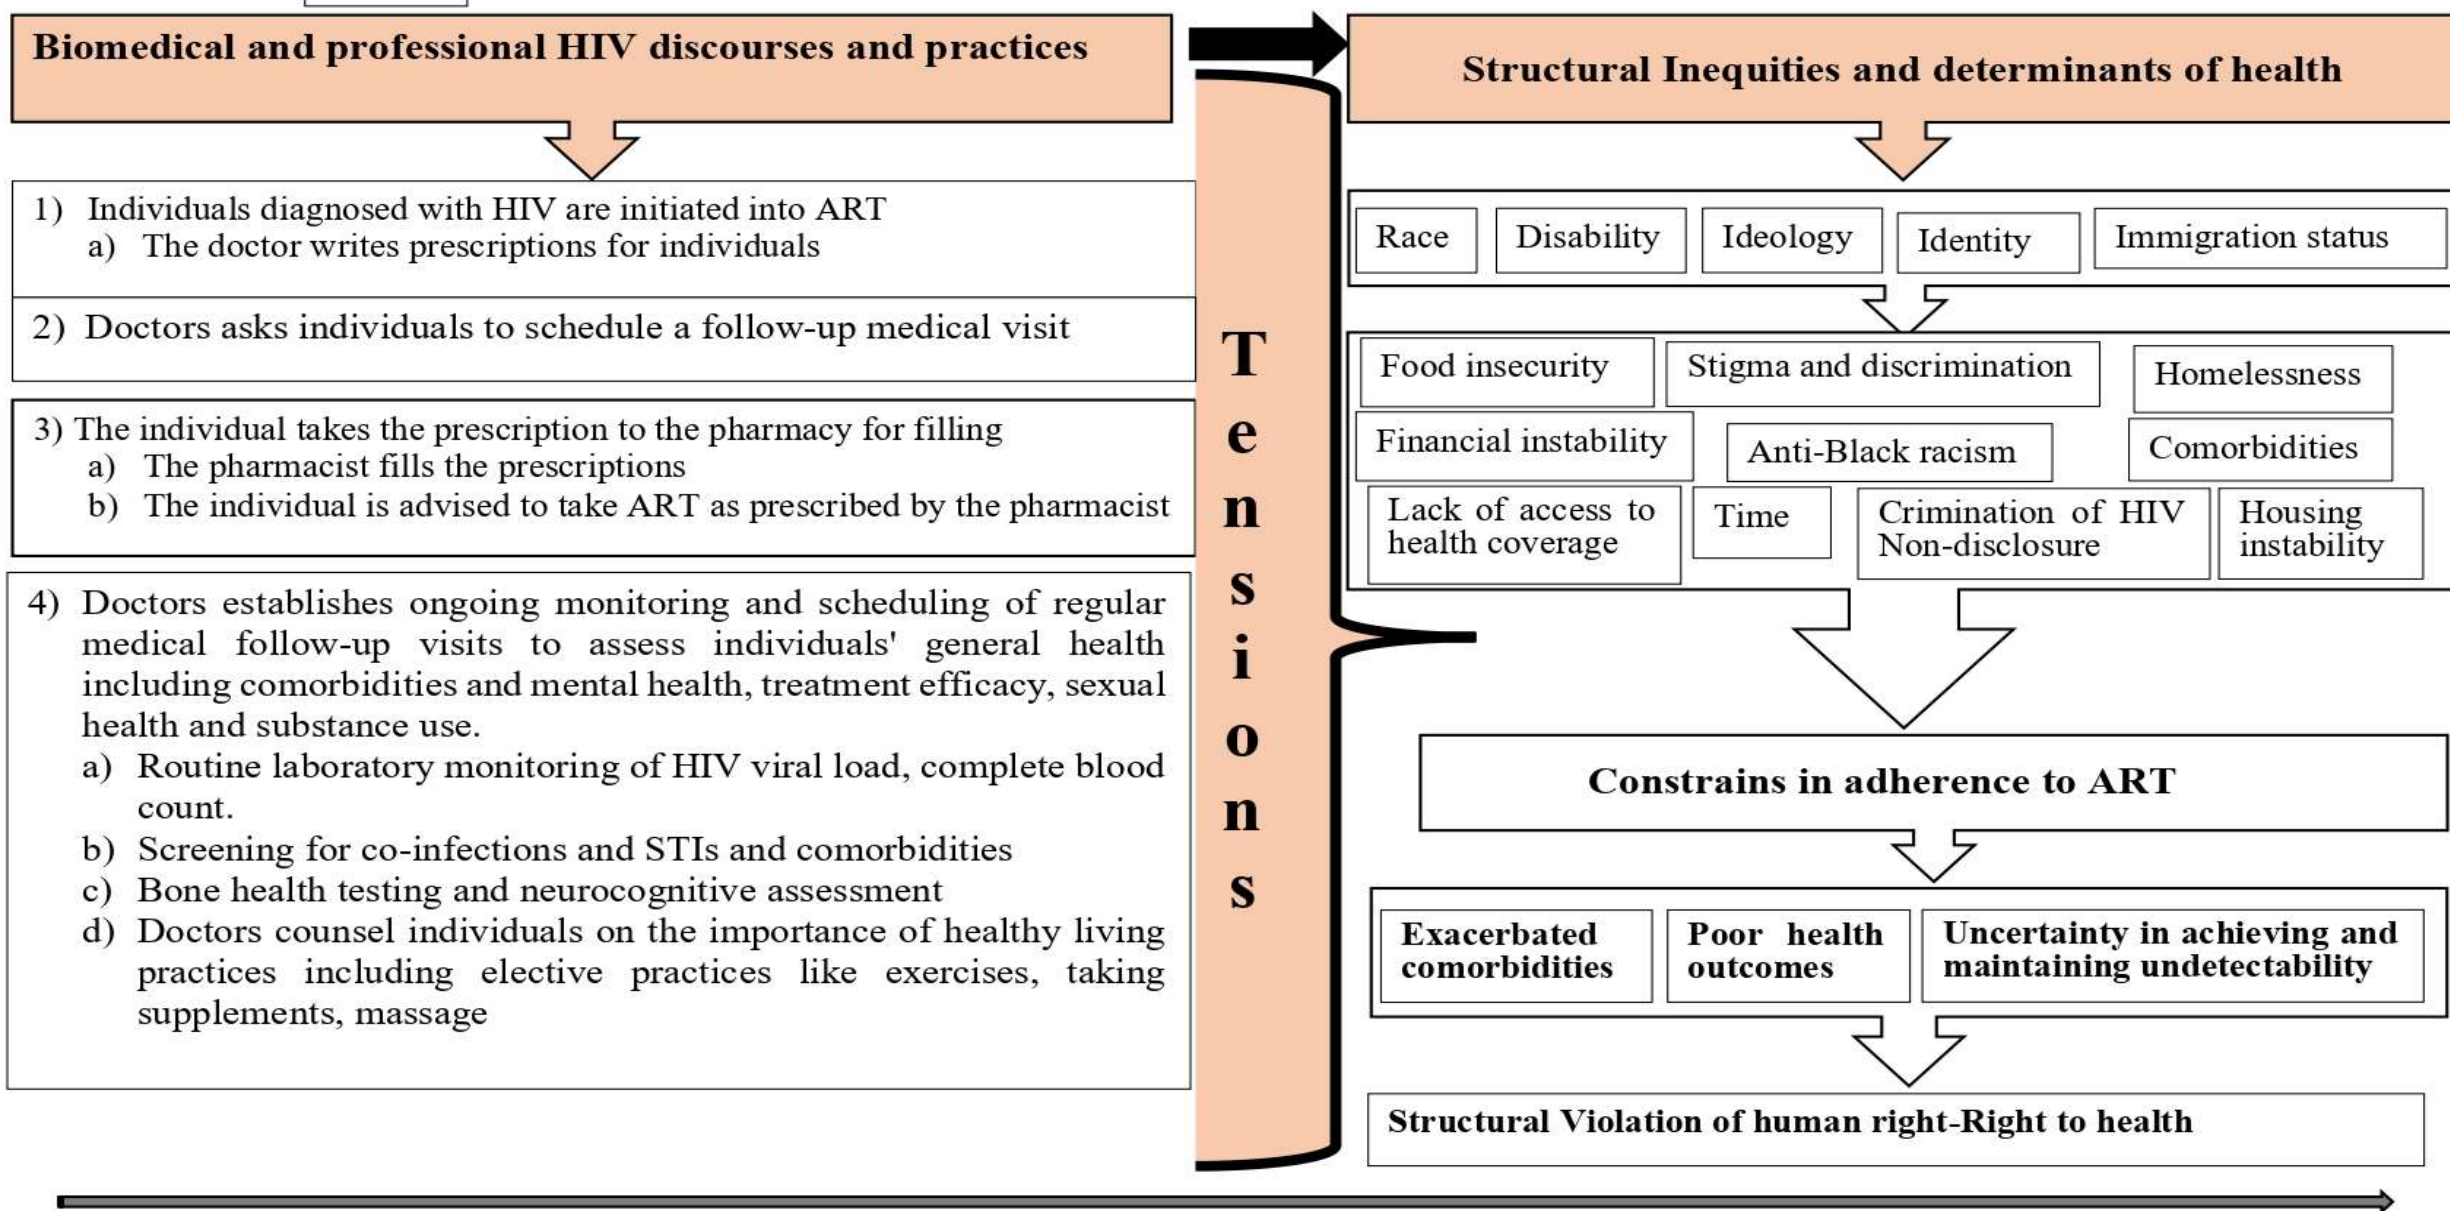 Biomedical and professional HIV discourses and practices
1) Individuals diagnosed with HIV are initiated into ART
a) The doctor writes prescriptions for individuals
2) Doctors asks individuals to schedule a follow-up medical visit
3) The individual takes the prescription to the pharmacy for filling
a) The pharmacist fills the prescriptions
b) The individual is advised to take ART as prescribed by the pharmacist
4) Doctors establishes ongoing monitoring and scheduling of regular
medical follow-up visits to assess individuals' general health
including comorbidities and mental health, treatment efficacy, sexual
health and substance use.
a) Routine laboratory monitoring of HIV viral load, complete blood
count.
b) Screening for co-infections and STIs and comorbidities
c) Bone health testing and neurocognitive assessment
d) Doctors counsel individuals on the importance of healthy living
practices including elective practices like exercises, taking
supplements, massage
Tensions
Structural Inequities and determinants of health
Race
Disability
Ideology
Identity
Immigration status
Food insecurity
Stigma and discrimination
Homelessness
Financial instability
Anti-Black racism
Comorbidities
Lack of access to
health coverage
Time
Crimination of HIV
Non-disclosure
Housing
instability
Constrains in adherence to ART
Exacerbated
comorbidities
Poor health
outcomes
Uncertainty in achieving and
maintaining undetectability
Structural Violation of human right-Right to health